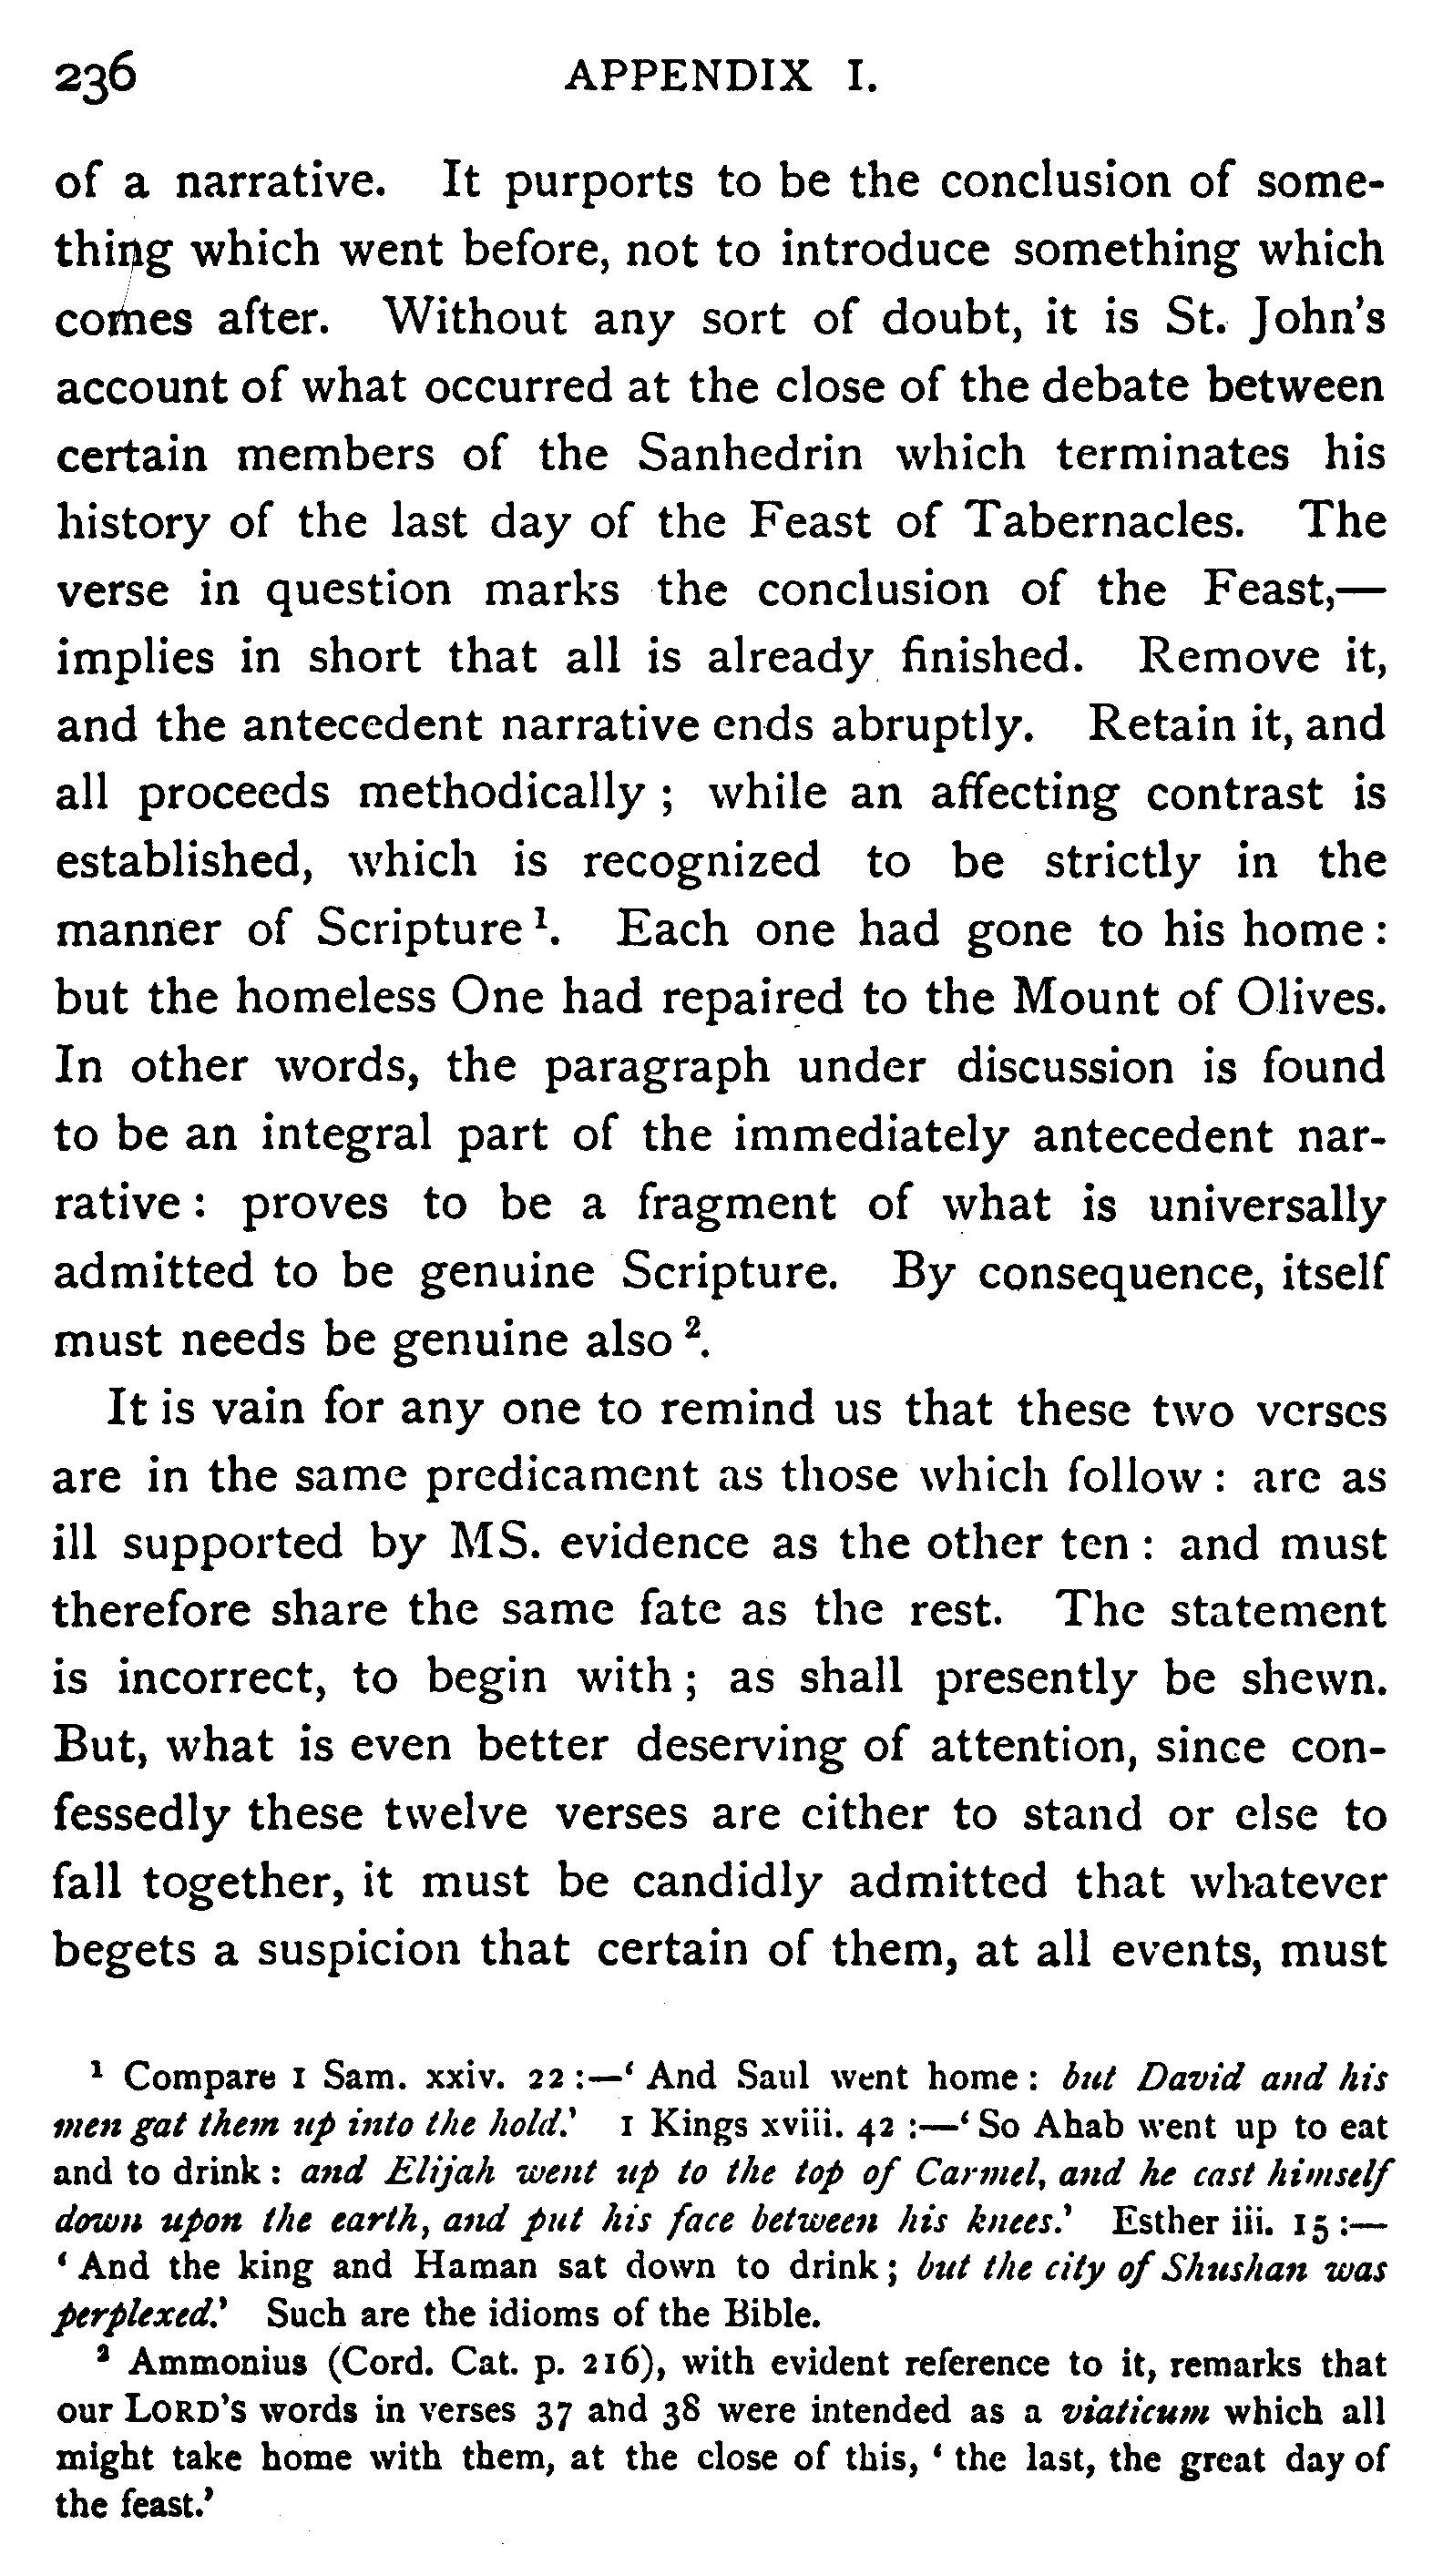 236 APPENDIX I.
of a narrative. It purports to be the conclusion of some-
thing which went before, not to introduce something which
comes after. Without any sort of doubt, it is St. John's
account of what occurred at the close of the debate between
certain members of the Sanhedrin which terminates his
history of the last day of the Feast of Tabernacles. The
verse in question marks the conclusion of the Feast,—
implies in short that all is already finished. Remove it,
and the antecedent narrative ends abruptly. Retain it, and
all proceeds methodically; while an affecting contrast is
established, which is recognized to be strictly in the
manner of Scripture¹. Each one had gone to his home:
but the homeless One had repaired to the Mount of Olives.
In other words, the paragraph under discussion is found
to be an integral part of the immediately antecedent nar-
rative: proves to be a fragment of what is universally
admitted to be genuine Scripture. By consequence, itself
must needs be genuine also².
It is vain for any one to remind us that these two verses
are in the same predicament as those which follow: are as
ill supported by MS. evidence as the other ten: and must
therefore share the same fate as the rest. The statement
is incorrect, to begin with; as shall presently be shewn.
But, what is even better deserving of attention, since con-
fessedly these twelve verses are either to stand or else to
fall together, it must be candidly admitted that whatever
begets a suspicion that certain of them, at all events, must
¹ Compare 1 Sam. xxiv. 22:—'And Saul went home: but David and his
men gat them up into the hold.' 1 Kings xviii. 42:—'So Ahab went up to eat
and to drink: and Elijah went up to the top of Carmel, and he cast himself
down upon the earth, and put his face between his knees.' Esther iii. 15:—
'And the king and Haman sat down to drink; but the city of Shushan was
perplexed.' Such are the idioms of the Bible.
² Ammonius (Cord. Cat. p. 216), with evident reference to it, remarks that
our LORD'S words in verses 37 and 38 were intended as a viaticum which all
might take home with them, at the close of this, 'the last, the great day of
the feast.'